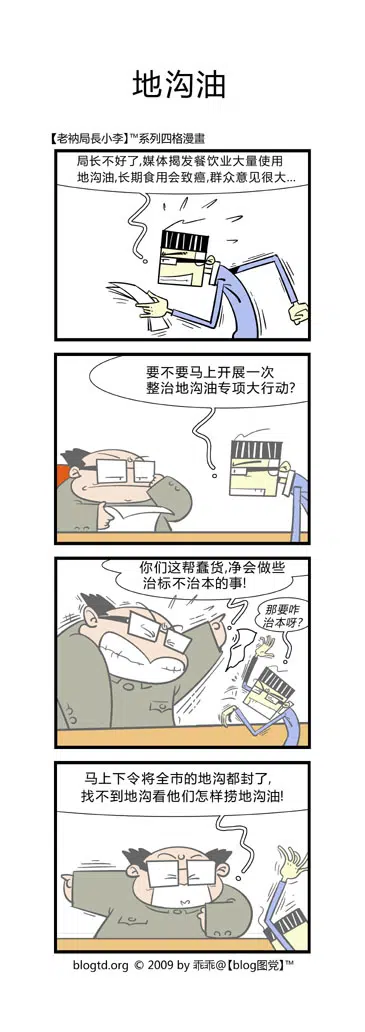 地沟油
【老衲局長小李】™系列四格漫畫
局长不好了,媒体揭发餐饮业大量使用
地沟油,长期食用会致癌,群众意见很大...
要不要马上开展一次
整治地沟油专项大行动?
你们这帮蠢货,净会做些
治标不治本的事!
那要咋
治本呀?
马上下令将全市的地沟都封了,
找不到地沟看他们怎样捞地沟油!
blogtd.org © 2009 by 乖乖@【blog图党】™